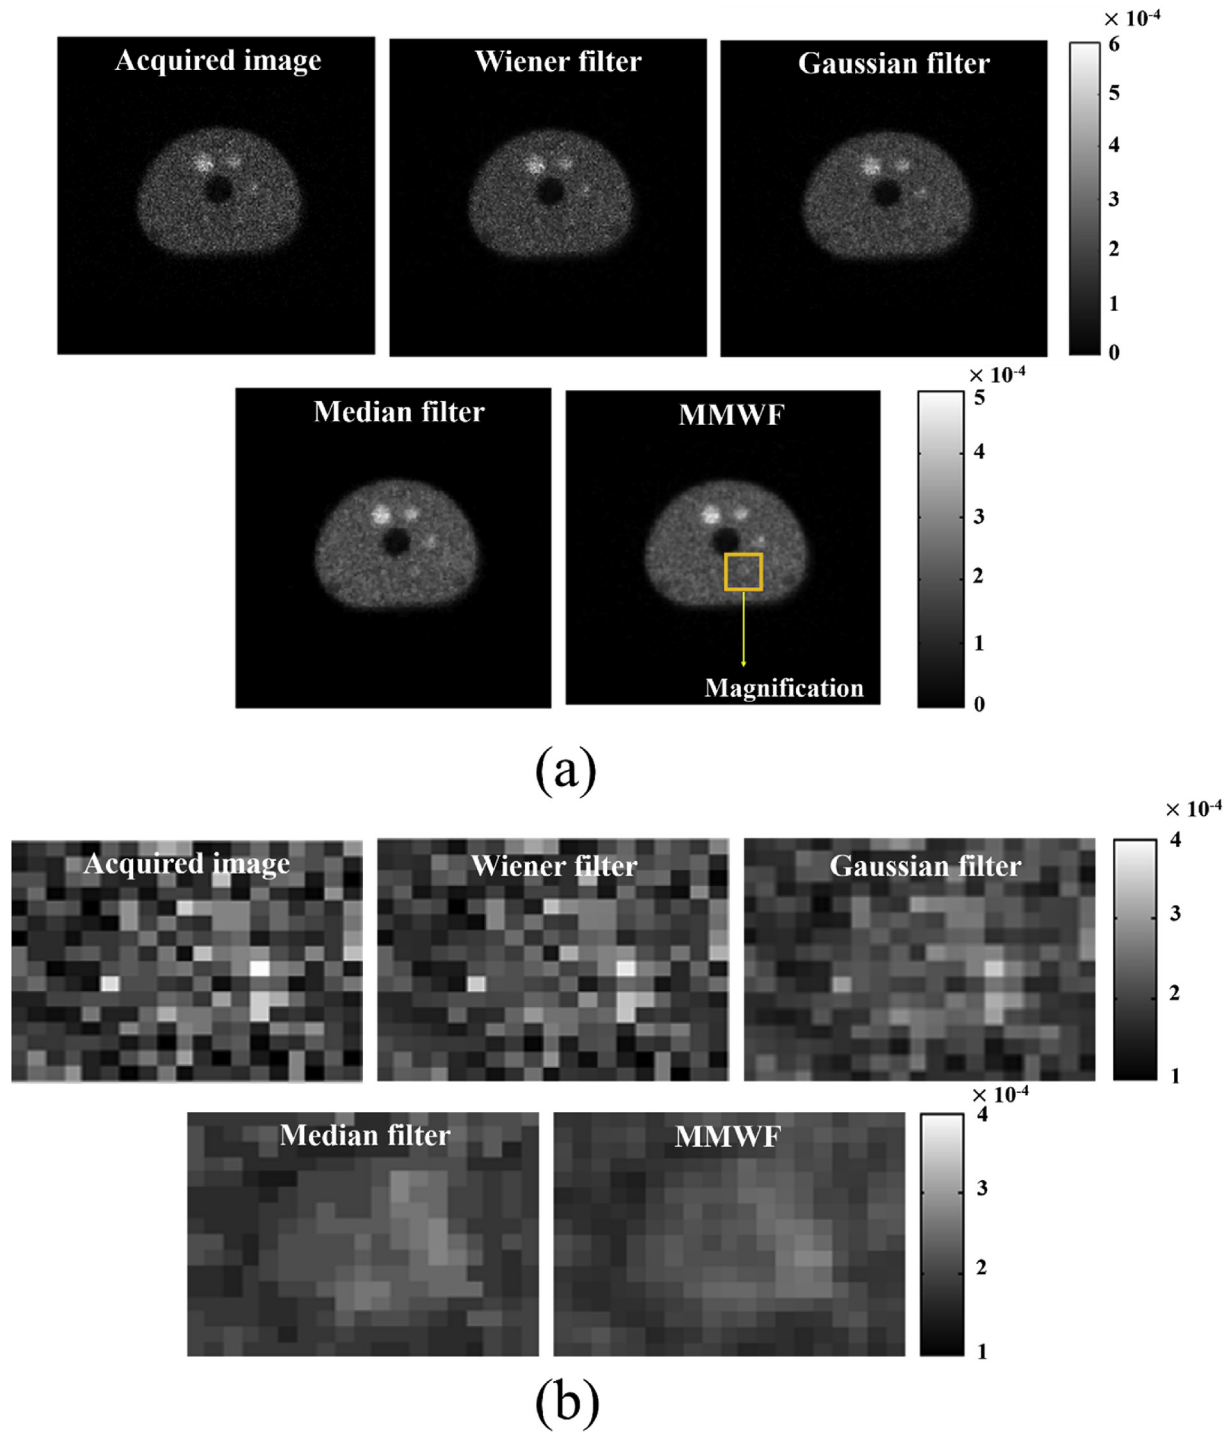 × 10-4
Acquired image
Wiener filter
Gaussian filter
6
5
4
3
2
1
0
× 10-4
Median filter
MMWF
5
4
3
2
1
0
Magnification
(a)
× 10-4
Acquired image
Wiener filter
Gaussian filter
4
3
2
1
× 10-4
Median filter
MMWF
4
3
2
1
(b)